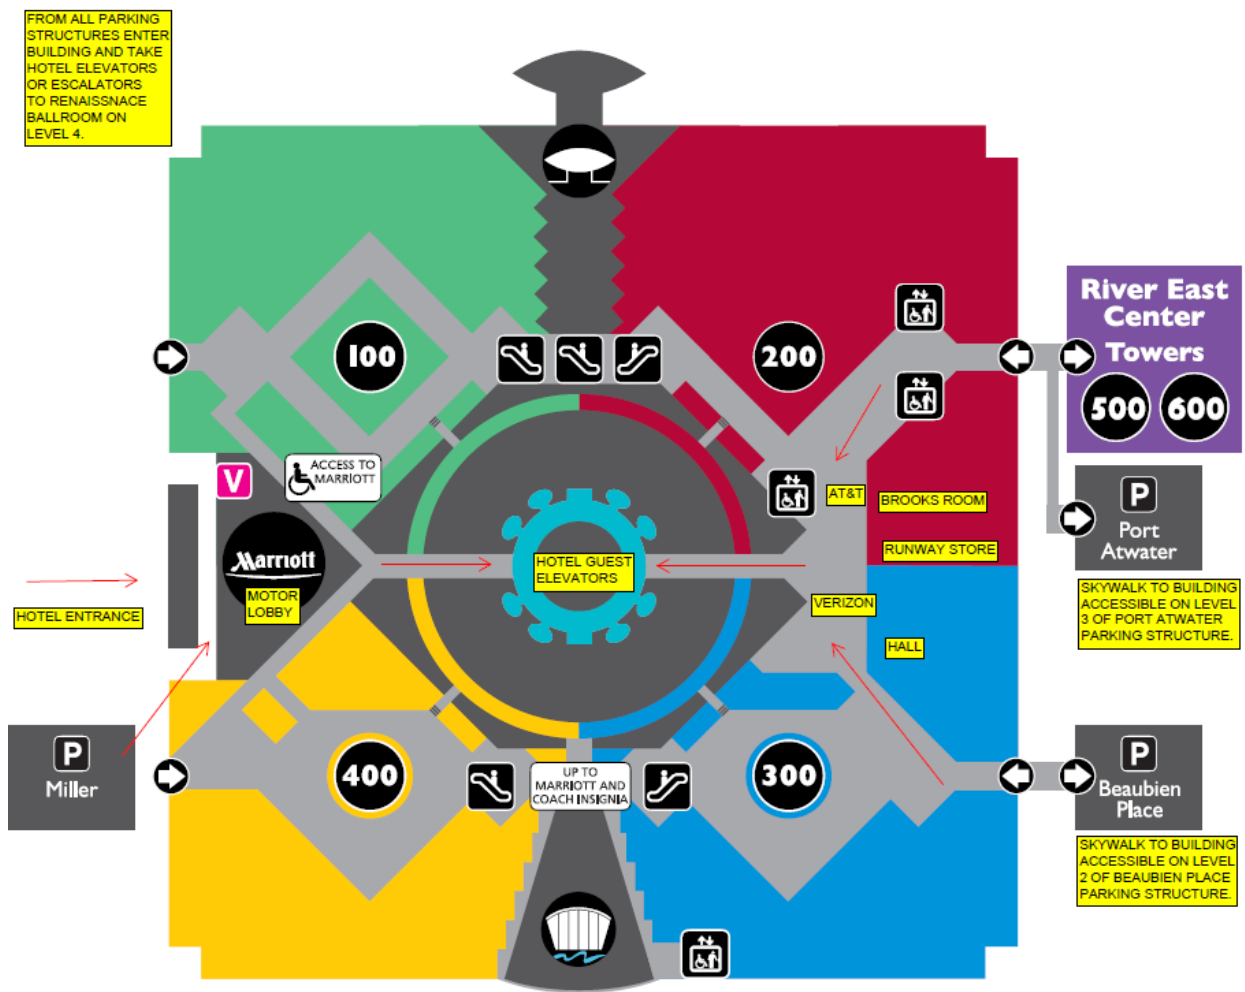 FROM ALL PARKING
STRUCTURES ENTER
BUILDING AND TAKE
HOTEL ELEVATORS
OR ESCALATORS
TO RENAISSNACE
BALLROOM ON
LEVEL 4.
100
200
River East
Center
Towers
500 600
ACCESS TO
MARRIOTT
V
Marriott
MOTOR
LOBBY
HOTEL ENTRANCE
HOTEL GUEST
ELEVATORS
AT&T
BROOKS ROOM
RUNWAY STORE
VERIZON
HALL
P
Port
Atwater
SKYWALK TO BUILDING
ACCESSIBLE ON LEVEL
3 OF PORT ATWATER
PARKING STRUCTURE.
P
Miller
400
UP TO
MARRIOTT AND
COACH INSIGNIA
300
P
Beaubien
Place
SKYWALK TO BUILDING
ACCESSIBLE ON LEVEL
2 OF BEAUBIEN PLACE
PARKING STRUCTURE.